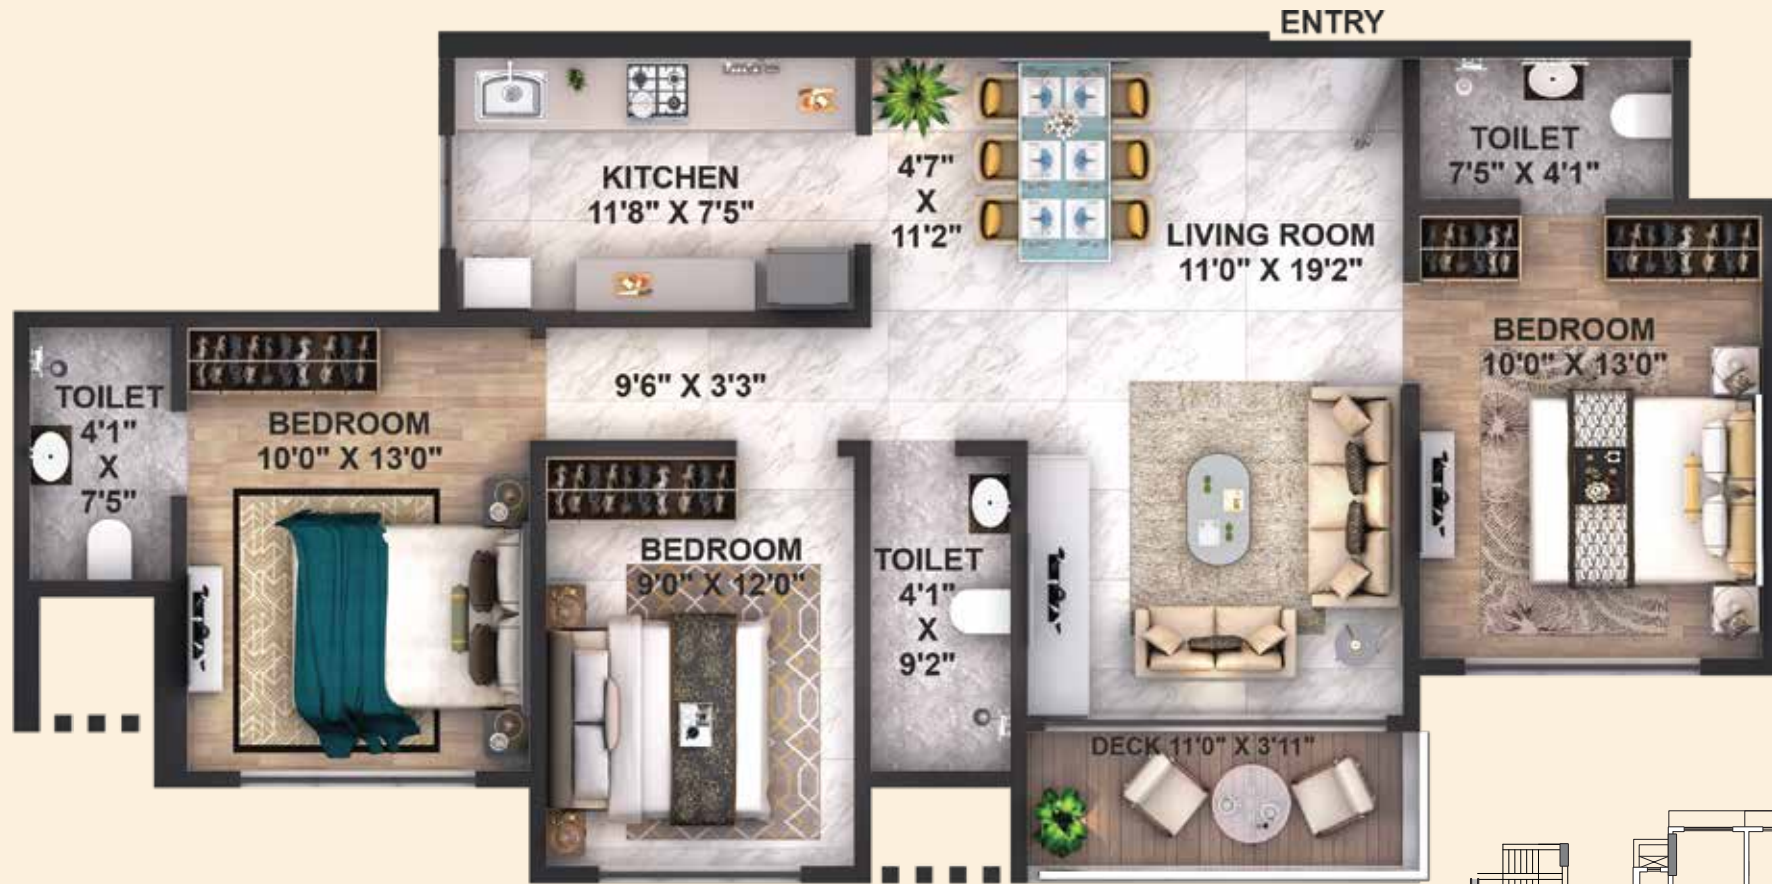 ENTRY
KITCHEN
11'8" X 7'5"
4'7"
X
11'2"
LIVING ROOM
11'0" X 19'2"
TOILET
7'5" X 4'1"
BEDROOM
10'0" X 13'0"
9'6" X 3'3"
TOILET
4'1"
X
7'5"
BEDROOM
10'0" X 13'0"
BEDROOM
9'0" X 12'0"
TOILET
4'1"
X
9'2"
DECK 11'0" X 3'11"